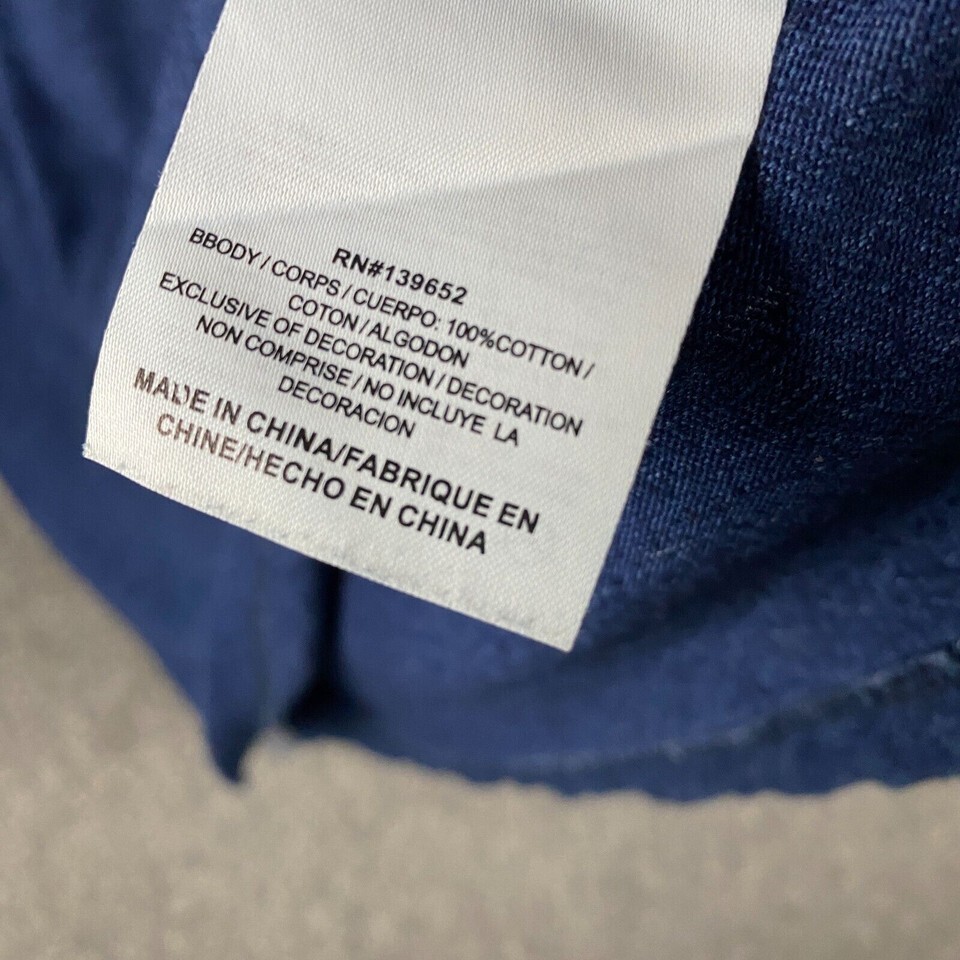 RN#139652
BBODY / CORPS / CUERPO: 100%COTTON /
COTON / ALGODON
EXCLUSIVE OF DECORATION / DECORATION
NON COMPRISE / NO INCLUYE LA
DECORACION
MADE IN CHINA/FABRIQUE EN
CHINE/HECHO EN CHINA